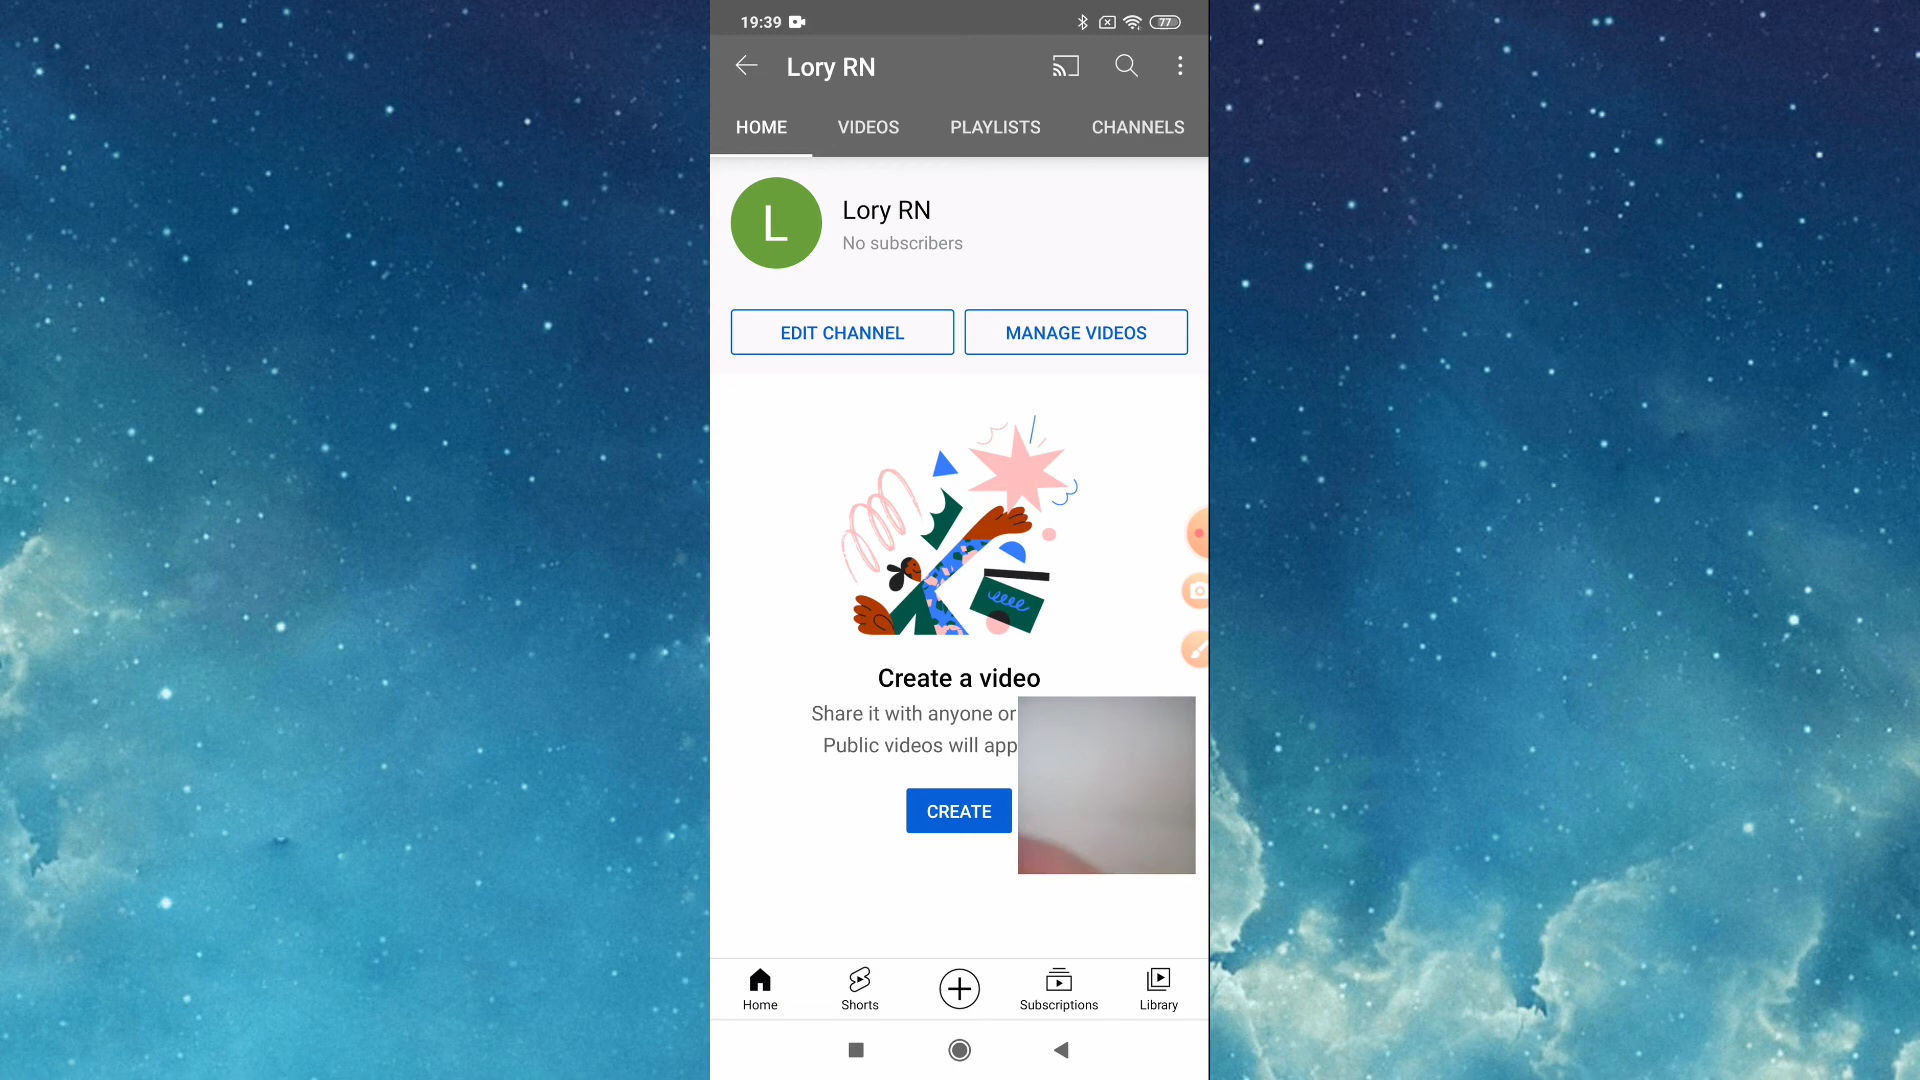 19:39
77
Lory RN
HOME VIDEOS PLAYLISTS CHANNELS
L
Lory RN
No subscribers
EDIT CHANNEL MANAGE VIDEOS
Create a video
Share it with anyone or
Public videos will app
CREATE
Home Shorts Subscriptions Library